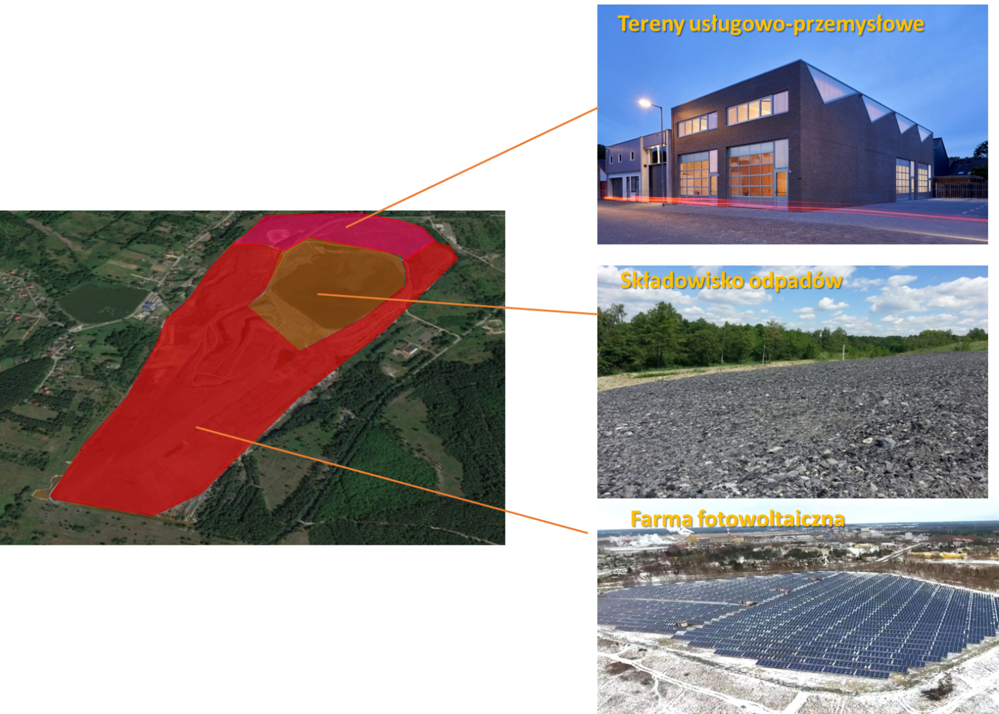 Tereny usługowo-przemysłowe
Składowisko odpadów
Farma fotowoltaiczna